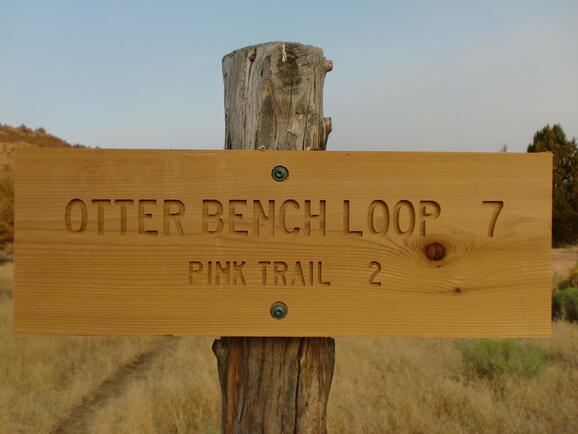 OTTER BENCH LOOP 7
PINK TRAIL 2